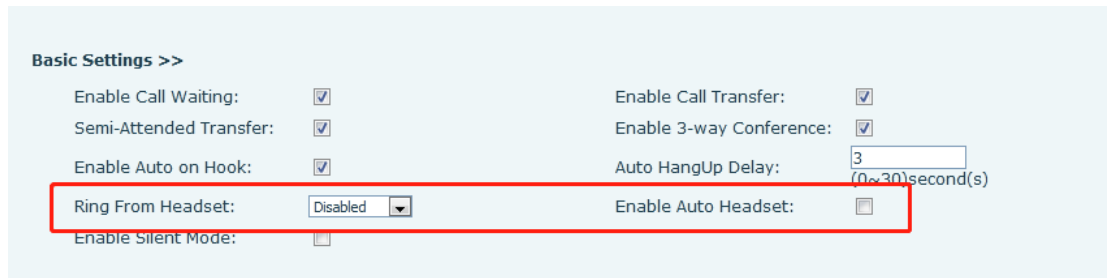 Basic Settings >>
Enable Call Waiting: Enable Call Transfer:
Semi-Attended Transfer: Enable 3-way Conference:
Enable Auto on Hook: Auto HangUp Delay: 3
(0~30)second(s)
Ring From Headset: Disabled Enable Auto Headset:
Enable Silent Mode: